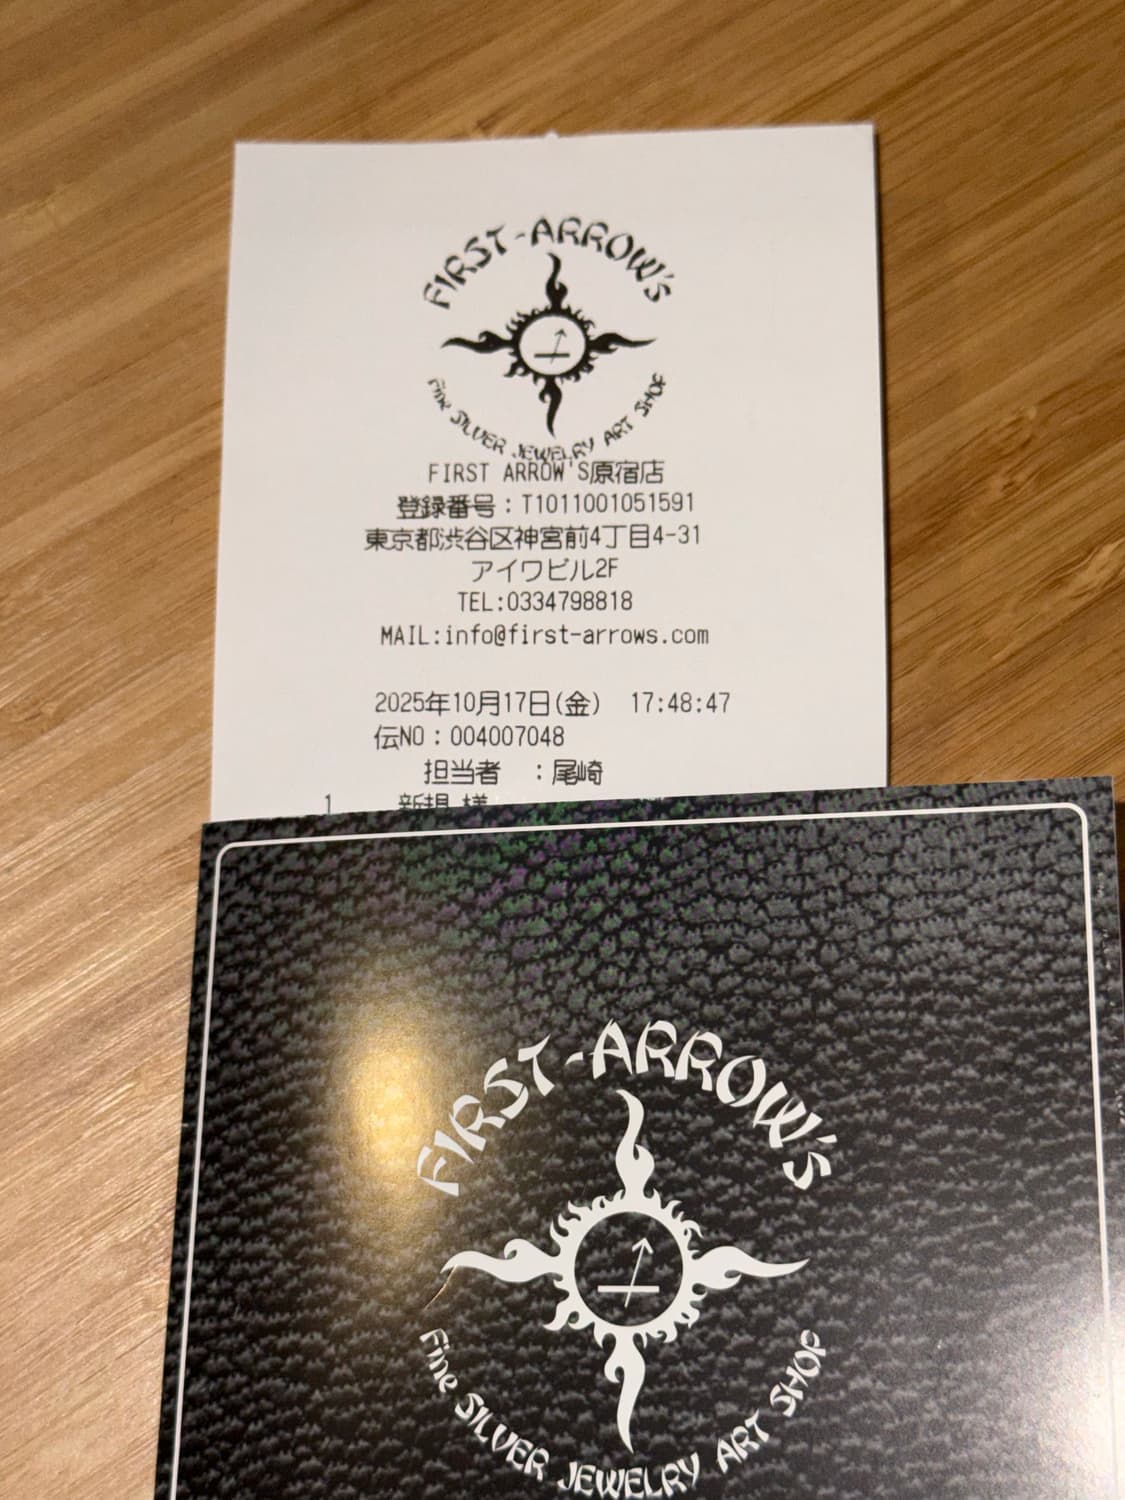 FIRST-ARROW'S
Fine SILVER JEWELRY ART SHOP
FIRST ARROW'S原宿店
登録番号：T1011001051591
東京都渋谷区神宮前4丁目4-31
アイワビル2F
TEL:0334798818
MAIL:info@first-arrows.com
2025年10月17日(金) 17:48:47
伝NO：004007048
担当者 ：尾崎
1 新規 様
FIRST-ARROW'S
Fine SILVER JEWELRY ART SHOP